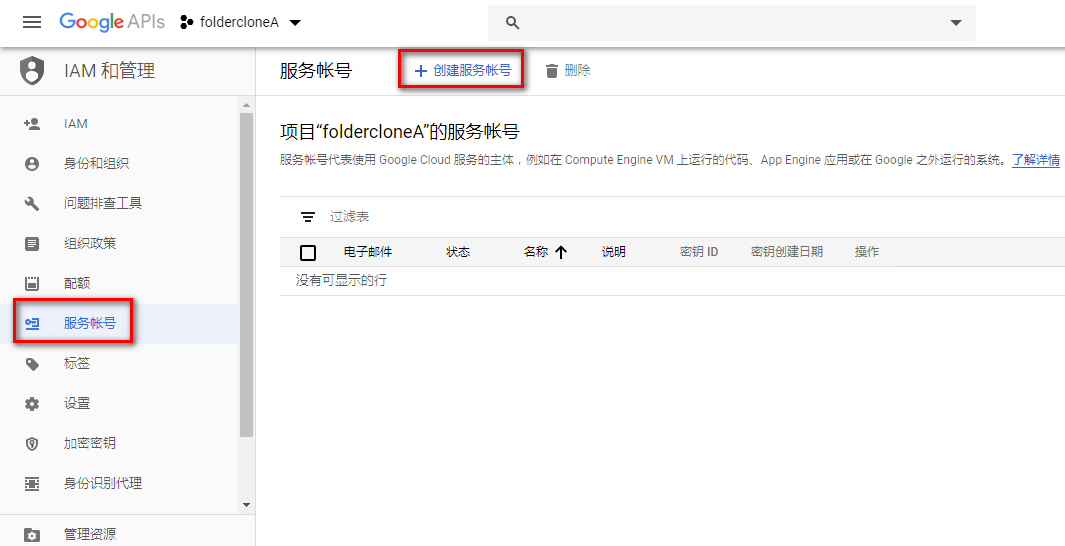 Google APIs foldercloneA
IAM 和管理
IAM
身份和组织
问题排查工具
组织政策
配额
服务帐号
标签
设置
加密密钥
身份识别代理
管理资源
服务帐号 创建服务帐号 删除
项目“foldercloneA”的服务帐号
服务帐号代表使用 Google Cloud 服务的主体，例如在 Compute Engine VM 上运行的代码、App Engine 应用或在 Google 之外运行的系统。了解详情
过滤表
电子邮件 状态 名称 说明 密钥 ID 密钥创建日期 操作
没有可显示的行